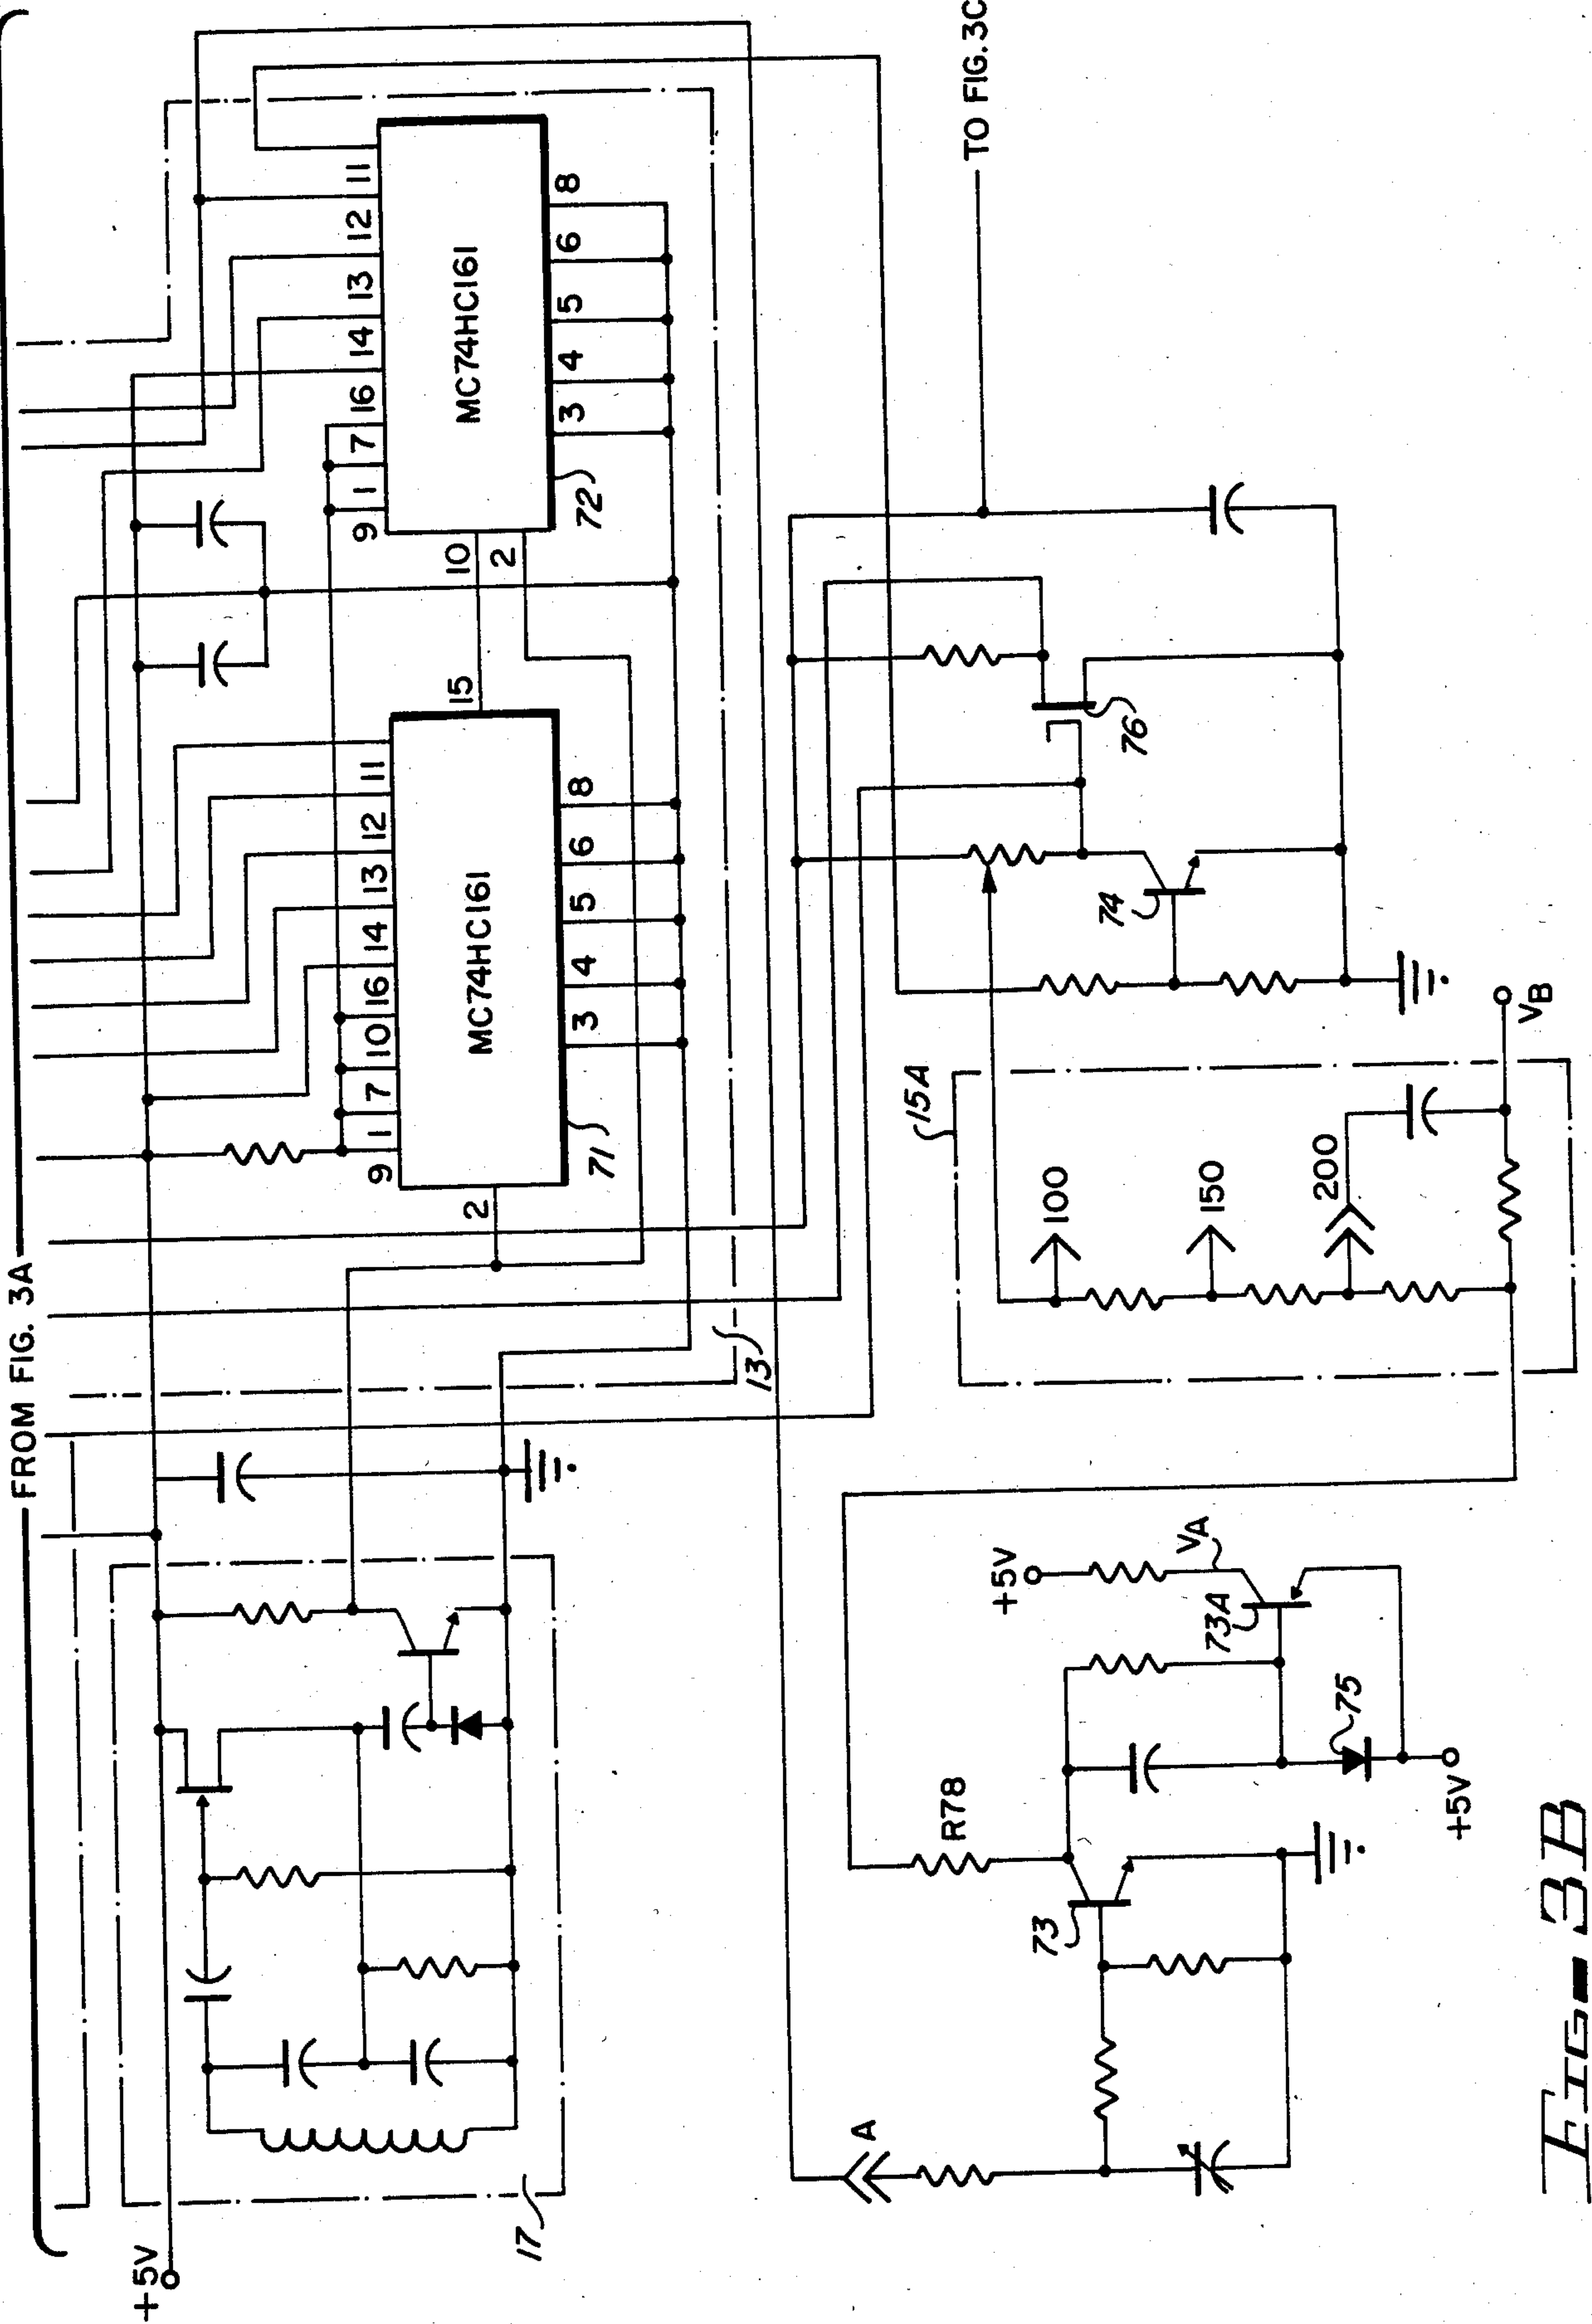 FROM FIG. 3A
+5V
17
9 1 7 10 16 14 13 12 11
2
MC74HC161
15
3 4 5 6 8
71
9 1 7 16 14 13 12 11
10
2
MC74HC161
3 4 5 6 8
72
13
A
R78
73
+5V
VA
73A
75
+5V
15A
100
150
200
VB
74
76
TO FIG. 3C
FIG- 3B